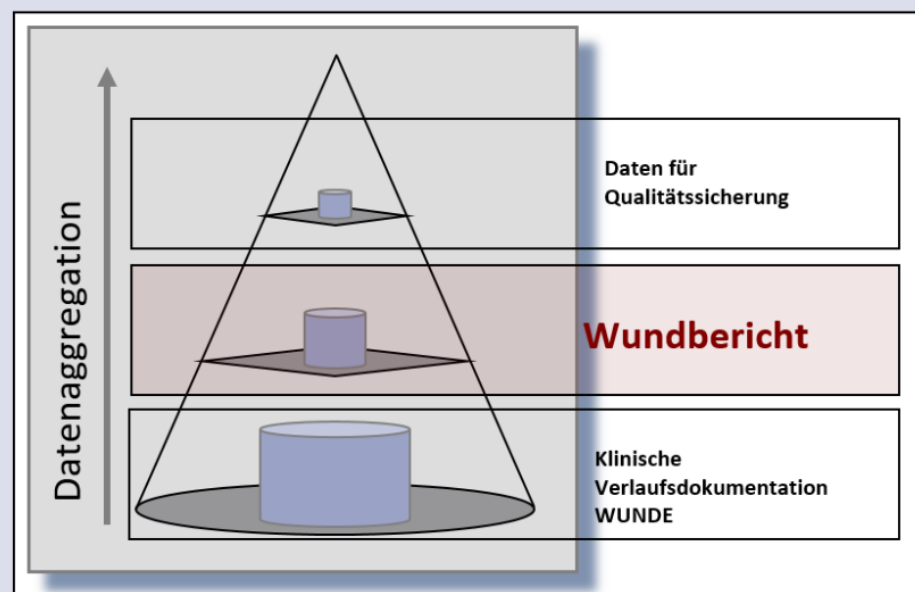 Datenaggregation
Daten für
Qualitätssicherung
Wundbericht
Klinische
Verlaufsdokumentation
WUNDE